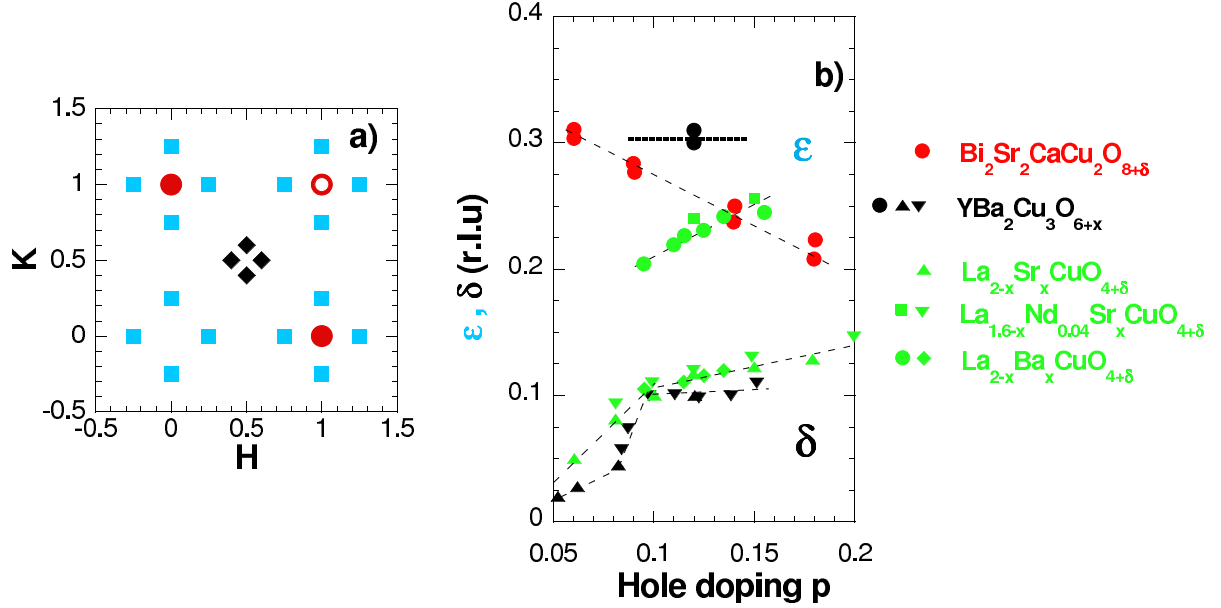 a)
1.5
1
0.5
0
-0.5
-0.5 0 0.5 1 1.5
K
H
b)
0.4
0.3
0.2
0.1
0
0.05 0.1 0.15 0.2
ε , δ (r.l.u)
Hole doping p
ε
δ
Bi₂Sr₂CaCu₂O₈₊δ
YBa₂Cu₃O₆₊ₓ
La₂₋ₓSrₓCuO₄₊δ
La₁.₆₋ₓNd₀.₀₄SrₓCuO₄₊δ
La₂₋ₓBaₓCuO₄₊δ